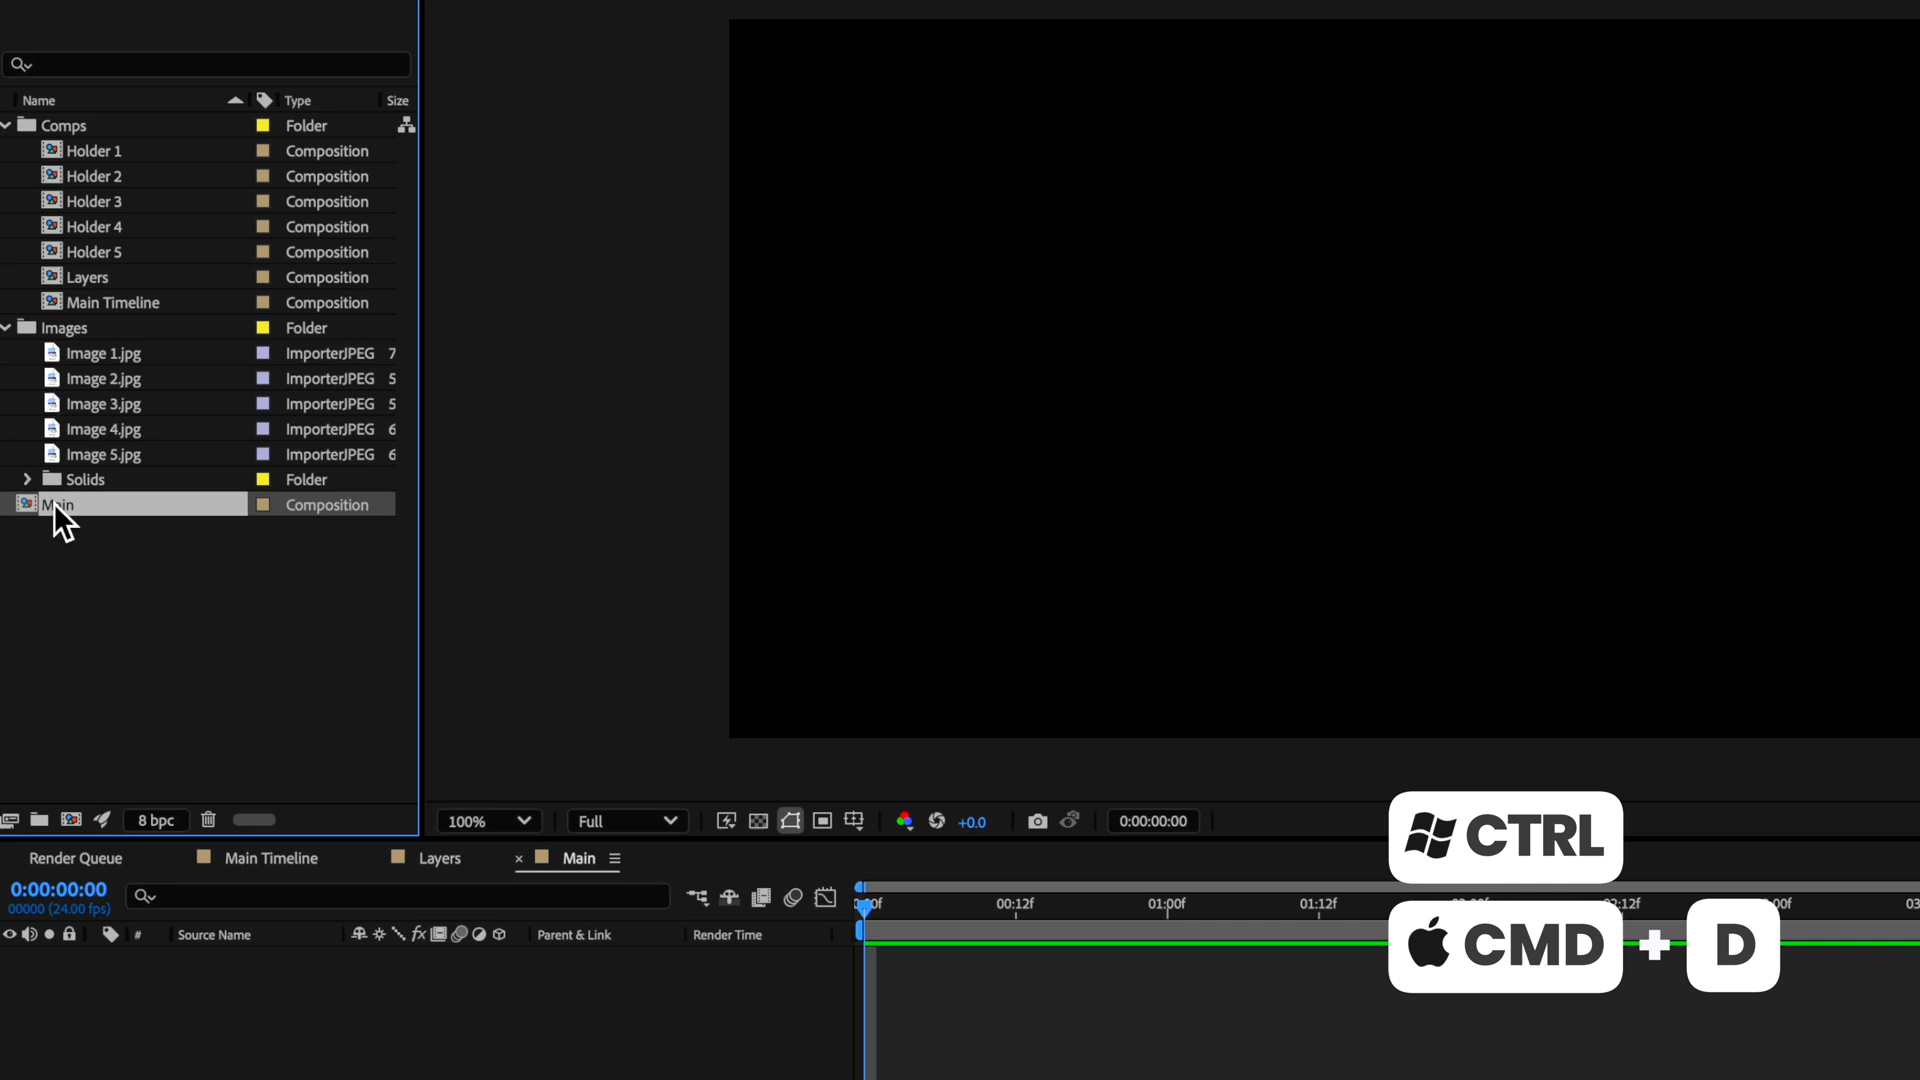 Name Type Size
Comps Folder
Holder 1 Composition
Holder 2 Composition
Holder 3 Composition
Holder 4 Composition
Holder 5 Composition
Layers Composition
Main Timeline Composition
Images Folder
Image 1.jpg ImporterJPEG 7
Image 2.jpg ImporterJPEG 5
Image 3.jpg ImporterJPEG 5
Image 4.jpg ImporterJPEG 6
Image 5.jpg ImporterJPEG 6
Solids Folder
Main Composition
8 bpc
100% Full +0.0 0:00:00:00
CTRL
Render Queue Main Timeline Layers × Main
0:00:00:00
00000 (24.00 fps)
00:12f 01:00f 01:12f
# Source Name fx Parent & Link Render Time
CMD + D